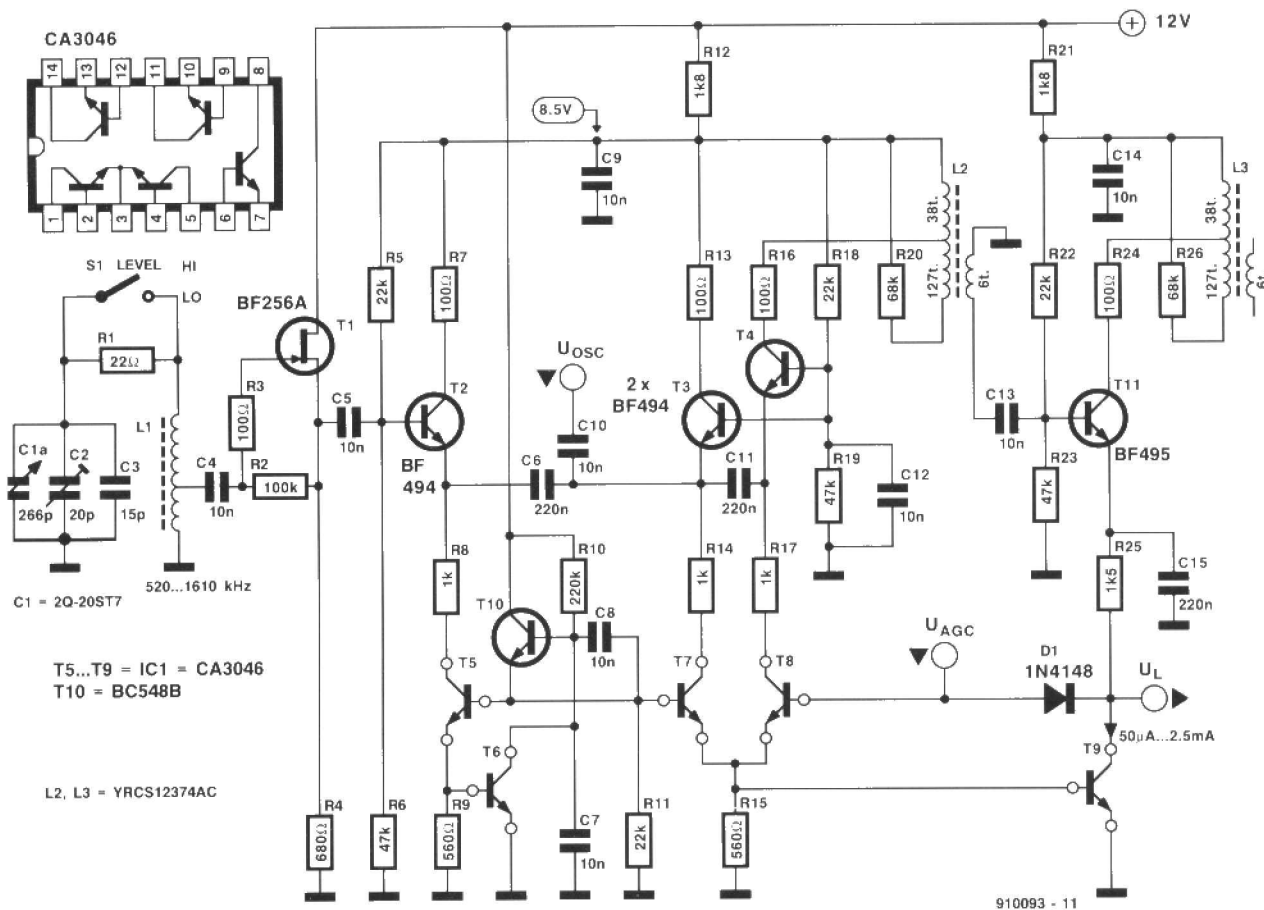 CA3046
14 13 12 11 10 9 8
1 2 3 4 5 6 7
12V
R12
1k8
R21
1k8
8.5V
C9
10n
L2
38t.
127t.
6t.
C14
10n
L3
38t.
127t.
6t.
S1 LEVEL HI
LO
R1
22Ω
BF256A
T1
R3
100Ω
R5
22k
R7
100Ω
R13
100Ω
R16
100Ω
R18
22k
R20
68k
R22
22k
R24
100Ω
R26
68k
C1a
266p
C2
20p
C3
15p
L1
C4
10n
R2
100k
C5
10n
T2
BF
494
UOSC
C10
10n
C6
220n
2 x
BF494
T3
T4
C11
220n
R19
47k
C12
10n
C13
10n
T11
BF495
R23
47k
R25
1k5
C15
220n
520...1610 kHz
C1 = 2Q-20ST7
R8
1k
T10
R10
220k
C8
10n
R14
1k
R17
1k
T5...T9 = IC1 = CA3046
T10 = BC548B
T5
T7
T8
UAGC
D1
1N4148
UL
50µA...2.5mA
T6
T9
L2, L3 = YRCS12374AC
R4
680Ω
R6
47k
R9
560Ω
C7
10n
R11
22k
R15
560Ω
910093 - 11